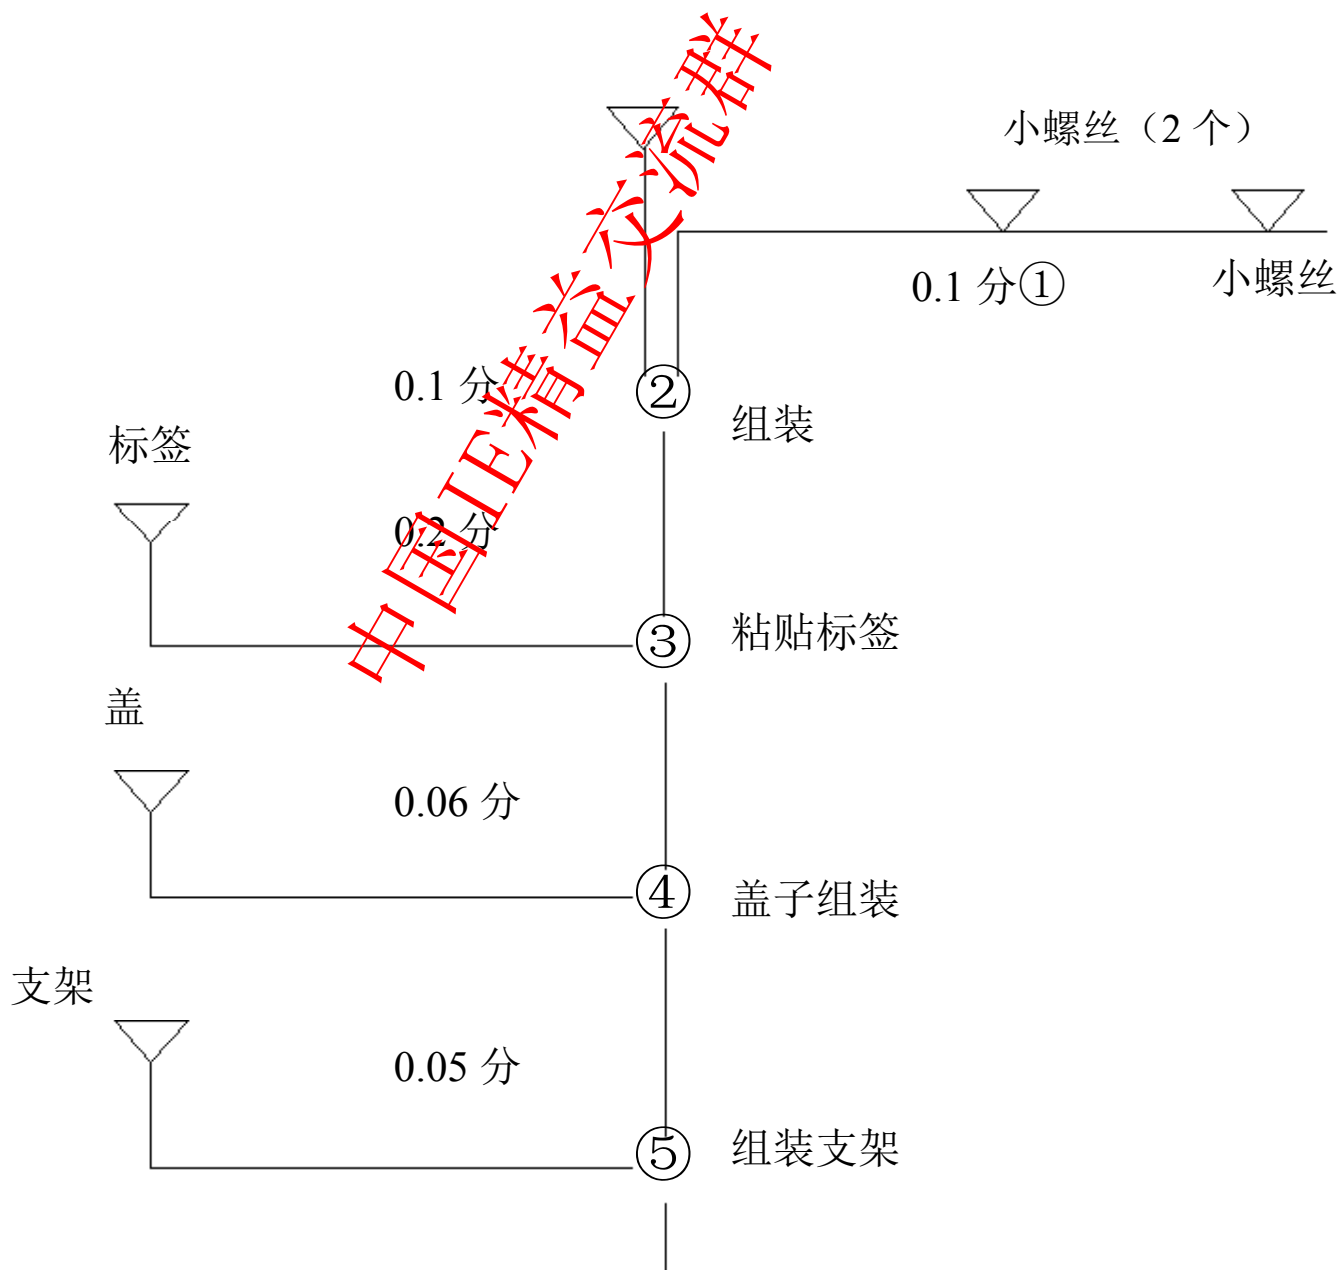 小螺丝（2 个）
0.1 分①
小螺丝
0.1 分
②
组装
标签
0.2 分
③
粘贴标签
盖
0.06 分
④
盖子组装
支架
0.05 分
⑤
组装支架
中国IE精益交流群